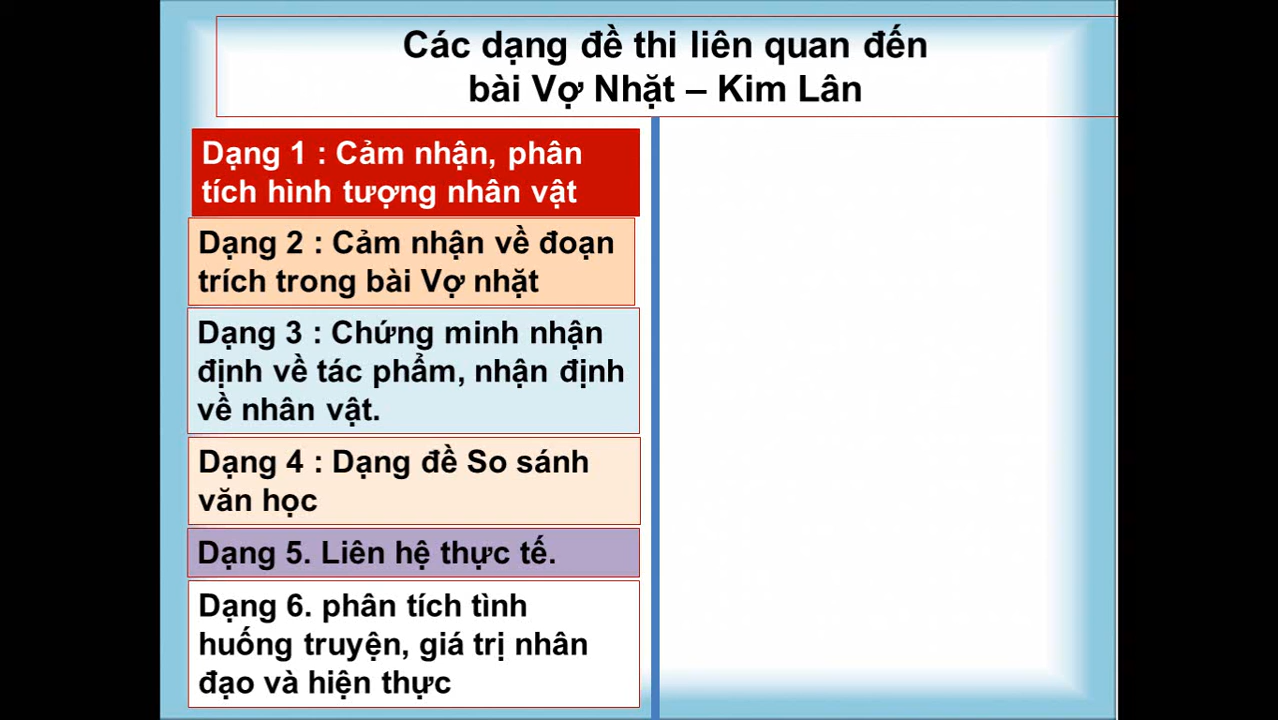 Các dạng đề thi liên quan đến
bài Vợ Nhặt – Kim Lân
Dạng 1 : Cảm nhận, phân
tích hình tượng nhân vật
Dạng 2 : Cảm nhận về đoạn
trích trong bài Vợ nhặt
Dạng 3 : Chứng minh nhận
định về tác phẩm, nhận định
về nhân vật.
Dạng 4 : Dạng đề So sánh
văn học
Dạng 5. Liên hệ thực tế.
Dạng 6. phân tích tình
huống truyện, giá trị nhân
đạo và hiện thực